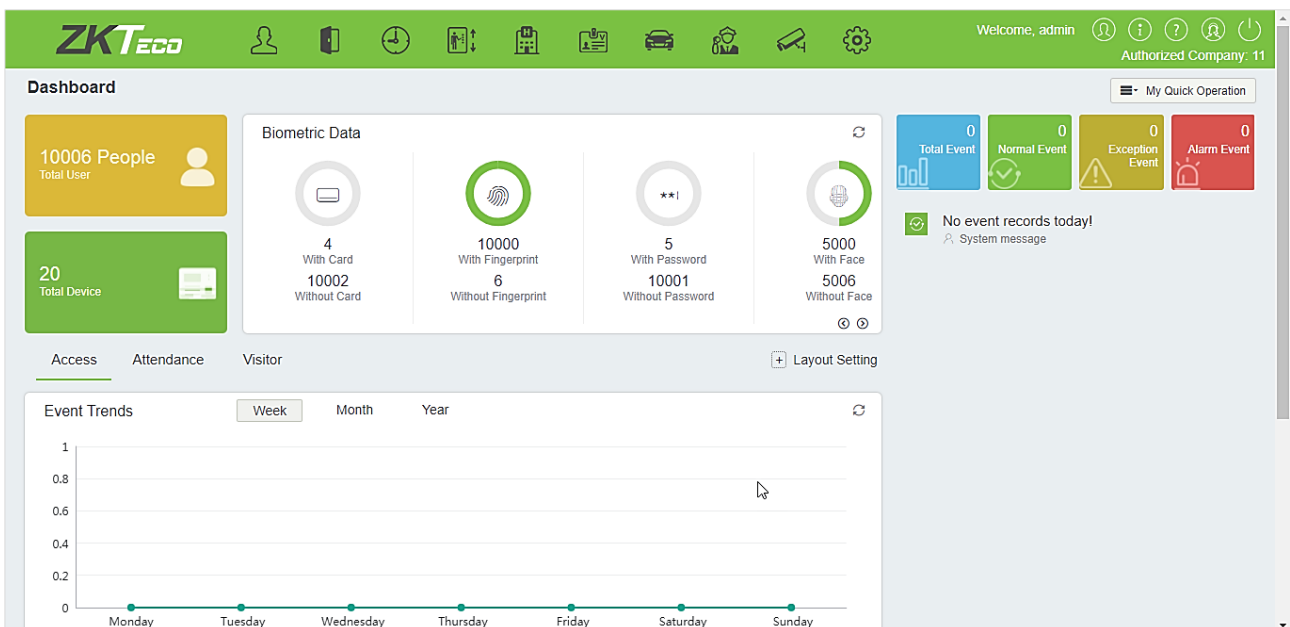 ZKTECO
Welcome, admin
Authorized Company: 11
Dashboard
My Quick Operation
10006 People
Total User
20
Total Device
Biometric Data
4
With Card
10002
Without Card
10000
With Fingerprint
6
Without Fingerprint
**|
5
With Password
10001
Without Password
5000
With Face
5006
Without Face
0
Total Event
0
Normal Event
0
Exception
Event
0
Alarm Event
No event records today!
System message
Access Attendance Visitor
+ Layout Setting
Event Trends Week Month Year
1
0.8
0.6
0.4
0.2
0
Monday Tuesday Wednesday Thursday Friday Saturday Sunday